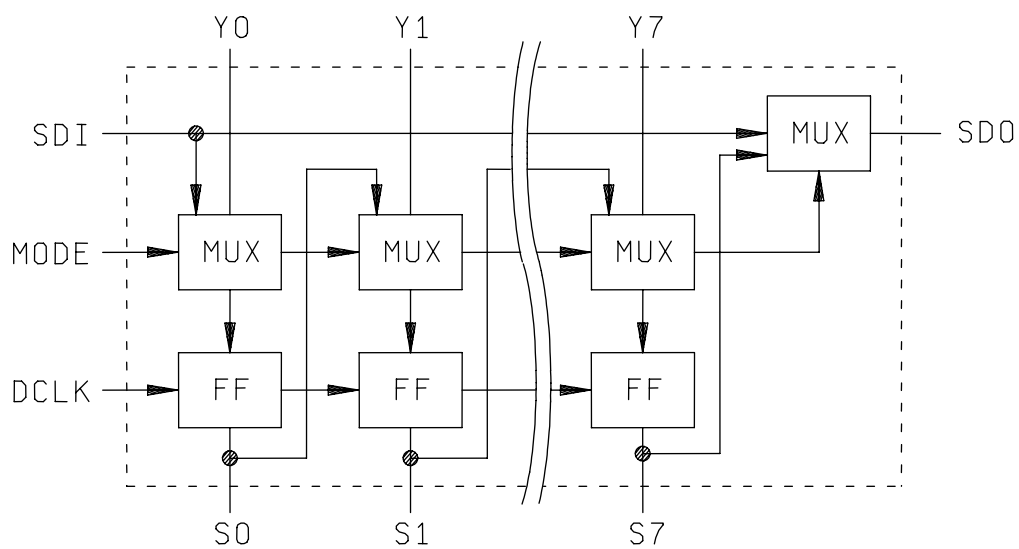 Y0 Y1 Y7
SDI MUX SDO
MODE MUX MUX MUX
DCLK FF FF FF
S0 S1 S7